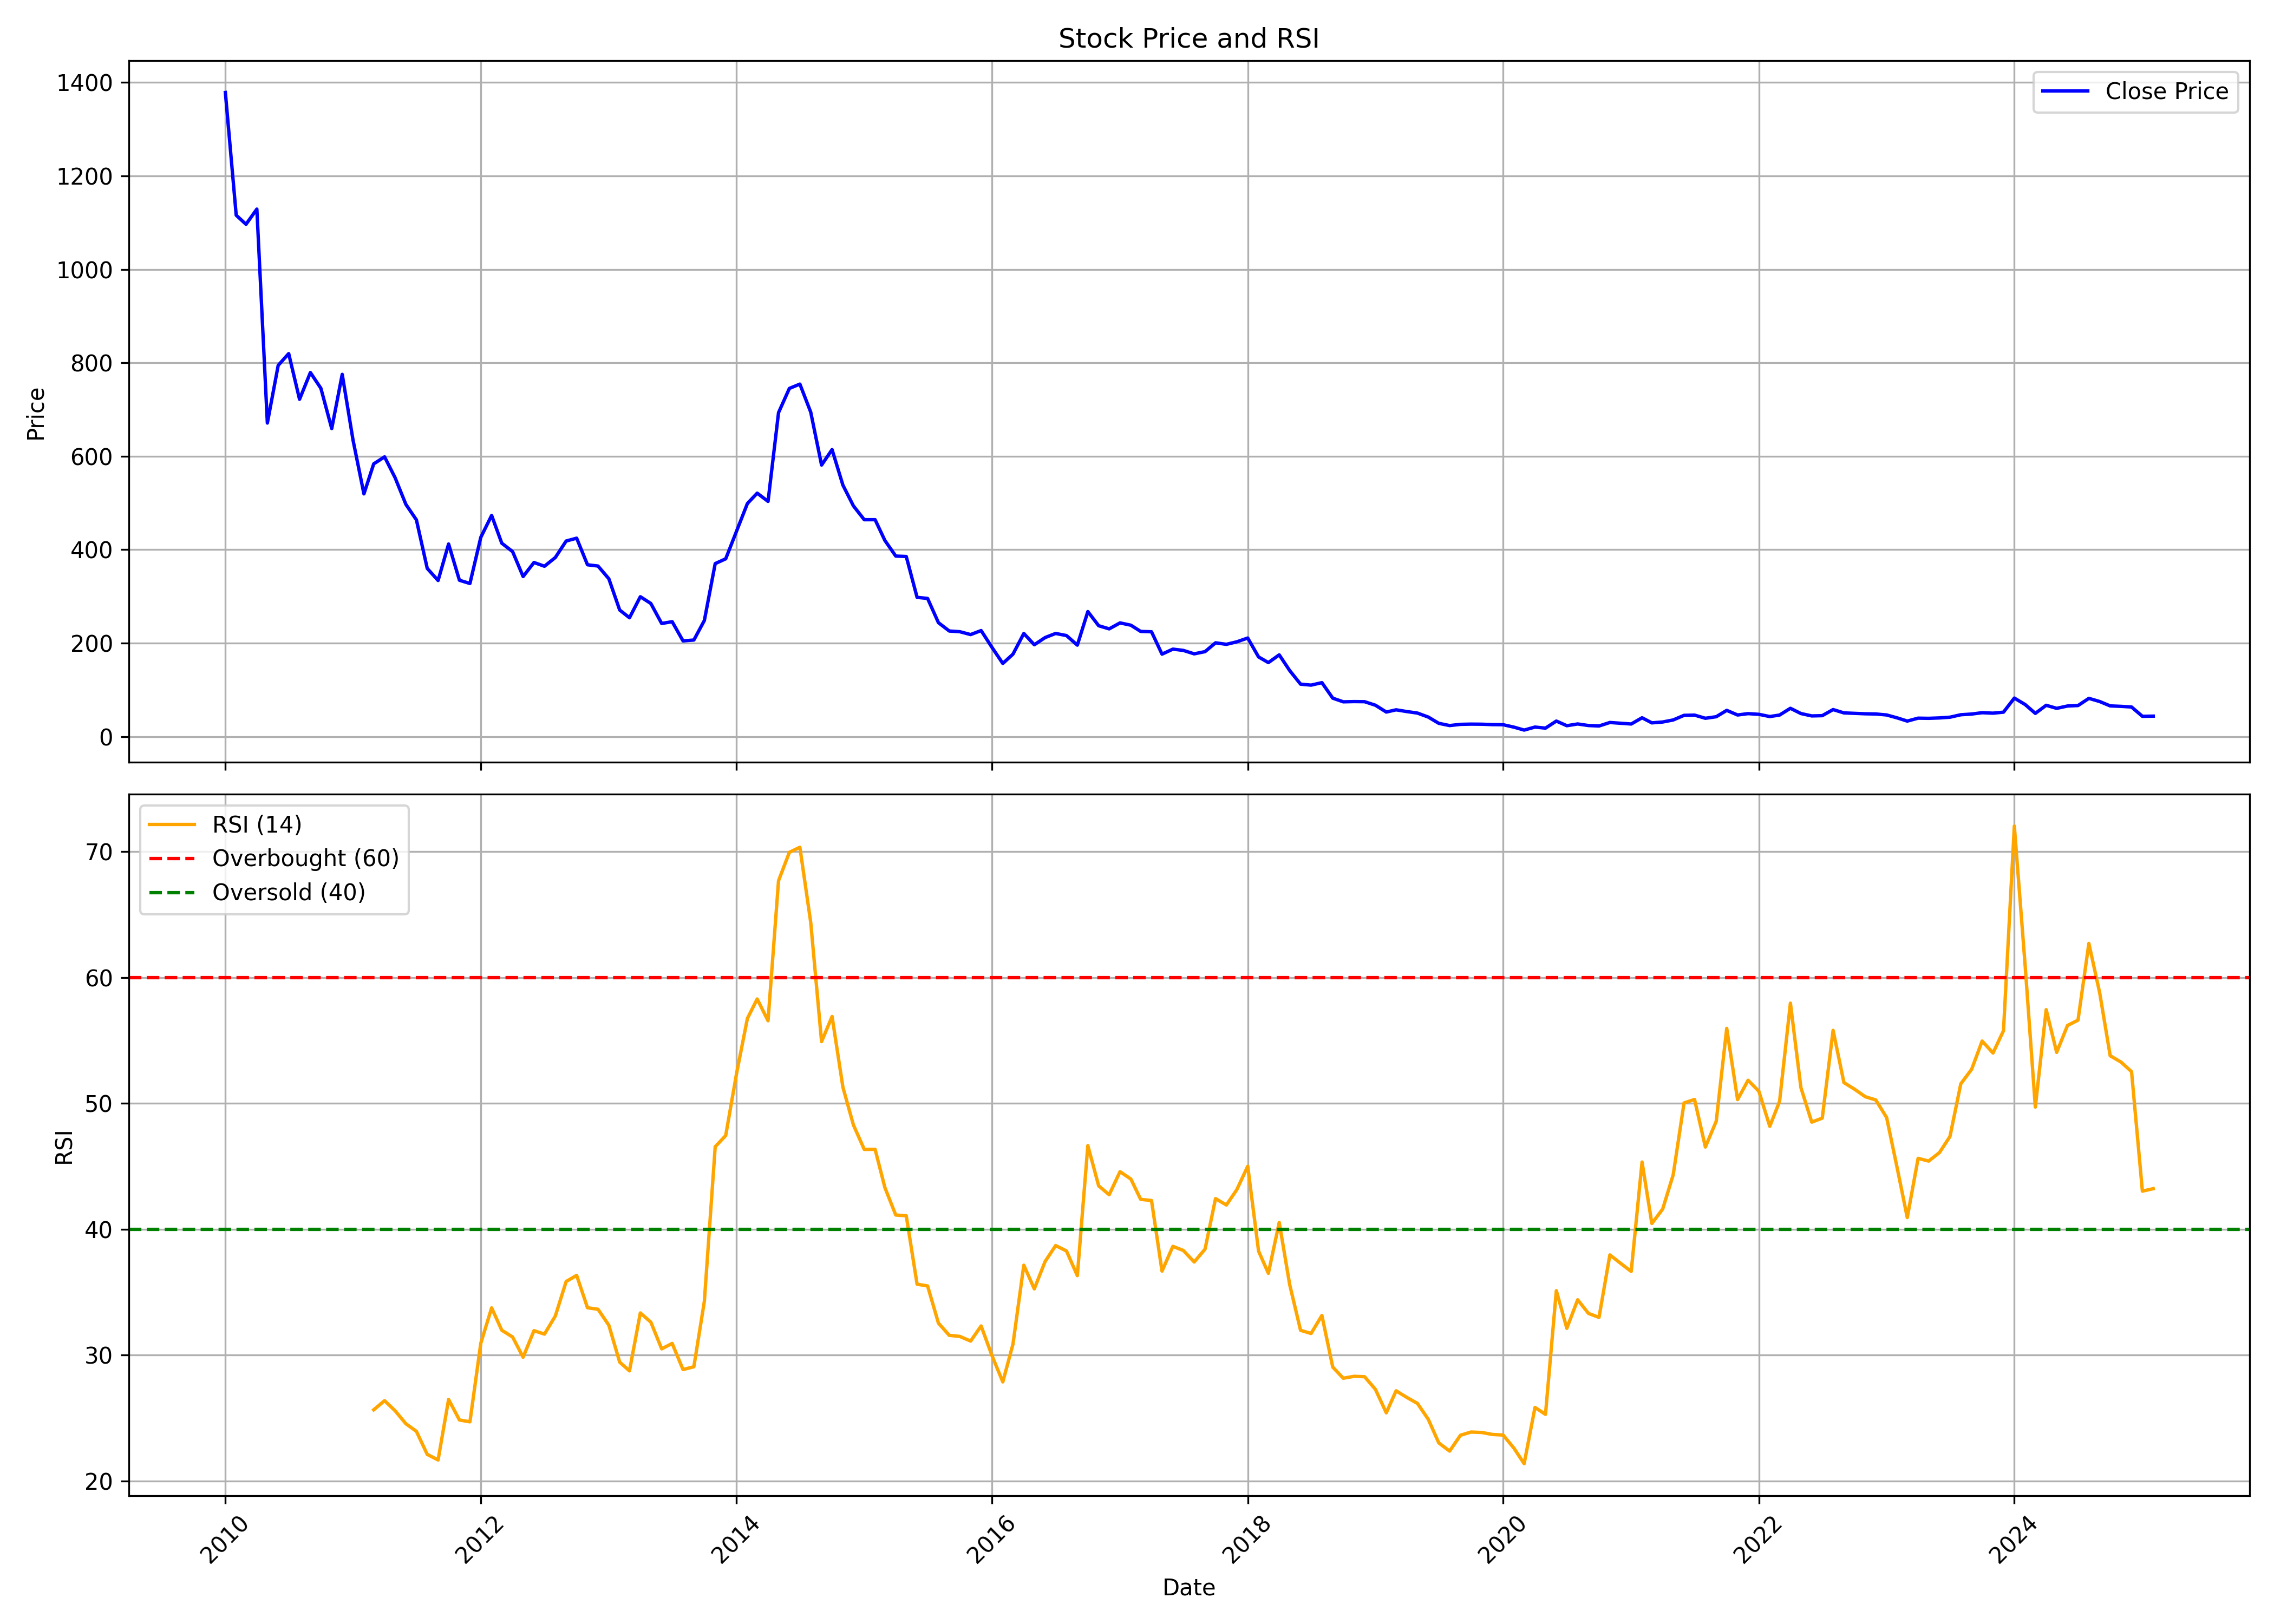 Stock Price and RSI
1400
1200
1000
800
600
400
200
0
Price
Close Price
70
60
50
40
30
20
RSI
RSI (14)
Overbought (60)
Oversold (40)
2010
2012
2014
2016
2018
2020
2022
2024
Date